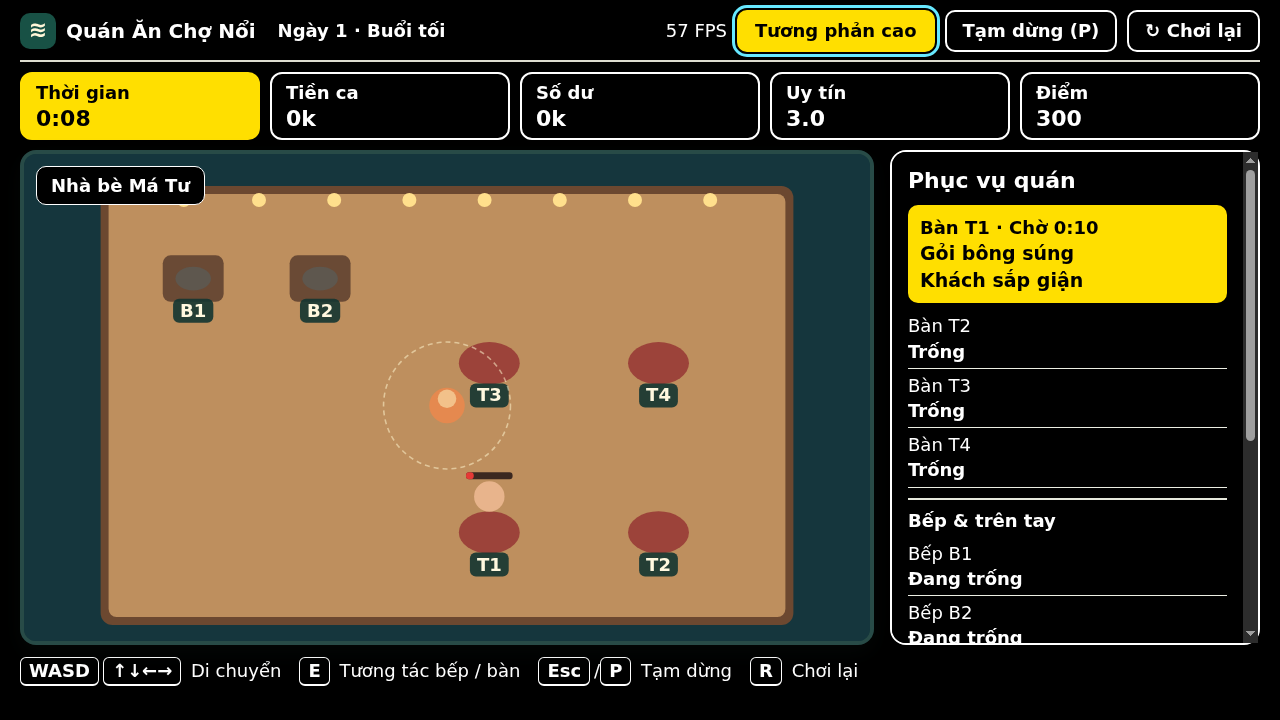 ≋ Quán Ăn Chợ Nổi Ngày 1 · Buổi tối 57 FPS Tương phản cao Tạm dừng (P) ↻ Chơi lại
Thời gian
0:08
Tiền ca
0k
Số dư
0k
Uy tín
3.0
Điểm
300
Nhà bè Má Tư
B1
B2
T3
T4
T1
T2
Phục vụ quán
Bàn T1 · Chờ 0:10
Gỏi bông súng
Khách sắp giận
Bàn T2
Trống
Bàn T3
Trống
Bàn T4
Trống
Bếp & trên tay
Bếp B1
Đang trống
Bếp B2
Đang trống
WASD ↑↓←→ Di chuyển E Tương tác bếp / bàn Esc / P Tạm dừng R Chơi lại